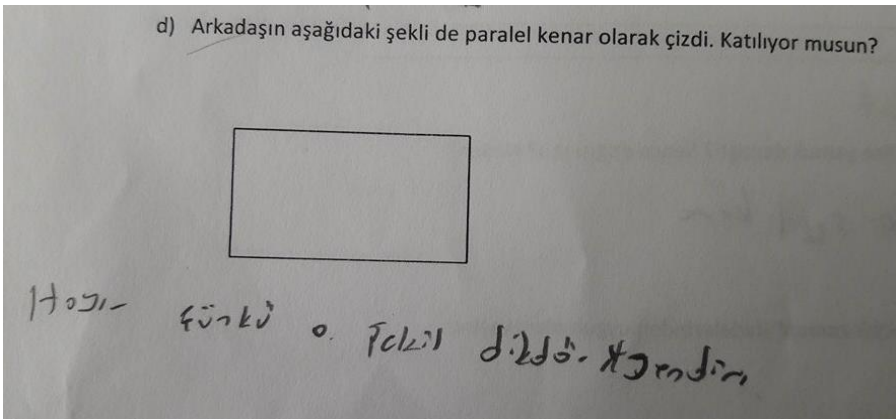 d) Arkadaşın aşağıdaki şekli de paralel kenar olarak çizdi. Katılıyor musun?
Hayır çünkü o şekil dikdörtgendir